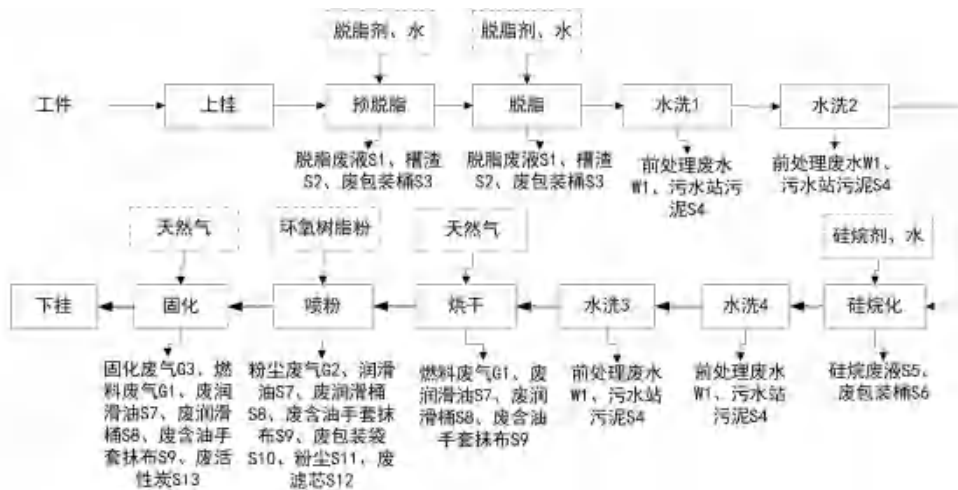 脱脂剂、水
脱脂剂、水
工件
上挂
预脱脂
脱脂
水洗1
水洗2
脱脂废液S1、槽渣
S2、废包装桶S3
脱脂废液S1、槽渣
S2、废包装桶S3
前处理废水
W1、污水站污
泥S4
前处理废水W1、
污水站污泥S4
天然气
环氧树脂粉
天然气
硅烷剂、水
下挂
固化
喷粉
烘干
水洗3
水洗4
硅烷化
固化废气G3、燃
料废气G1、废润
滑油S7、废润滑
桶S8、废含油手
套抹布S9、废活
性炭S13
粉尘废气G2、润滑
油S7、废润滑桶
S8、废含油手套抹
布S9、废包装袋
S10、粉尘S11、废
滤芯S12
燃料废气G1、废
润滑油S7、废润
滑桶S8、废含油
手套抹布S9
前处理废水
W1、污水站
污泥S4
前处理废水
W1、污水站
污泥S4
硅烷废液S5、
废包装桶S6